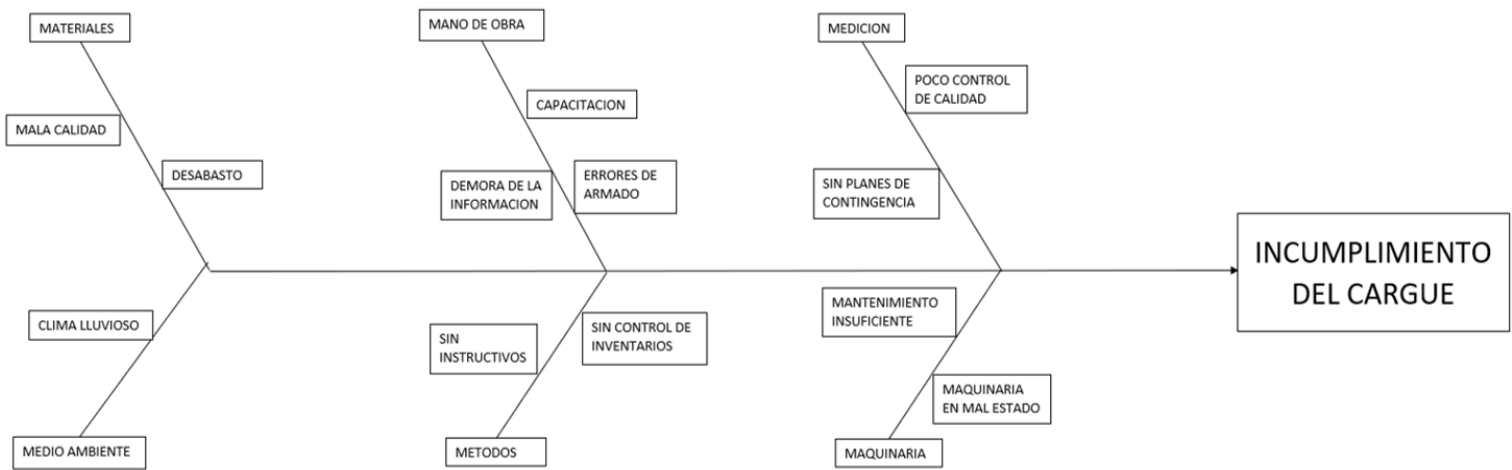 MATERIALES
MANO DE OBRA
MEDICION
MALA CALIDAD
DESABASTO
CAPACITACION
DEMORA DE LA
INFORMACION
ERRORES DE
ARMADO
POCO CONTROL
DE CALIDAD
SIN PLANES DE
CONTINGENCIA
INCUMPLIMIENTO
DEL CARGUE
CLIMA LLUVIOSO
MEDIO AMBIENTE
SIN
INSTRUCTIVOS
SIN CONTROL DE
INVENTARIOS
METODOS
MANTENIMIENTO
INSUFICIENTE
MAQUINARIA
EN MAL ESTADO
MAQUINARIA